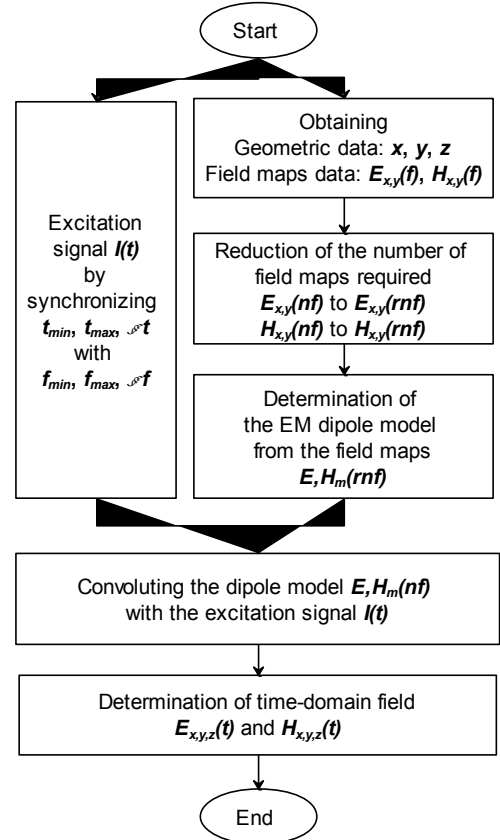 Start
Excitation
signal I(t)
by
synchronizing
tmin, tmax, t
with
fmin, fmax, f
Obtaining
Geometric data: x, y, z
Field maps data: Ex,y(f), Hx,y(f)
Reduction of the number of
field maps required
Ex,y(nf) to Ex,y(rnf)
Hx,y(nf) to Hx,y(rnf)
Determination of
the EM dipole model
from the field maps
E,Hm(rnf)
Convoluting the dipole model E,Hm(nf)
with the excitation signal I(t)
Determination of time-domain field
Ex,y,z(t) and Hx,y,z(t)
End